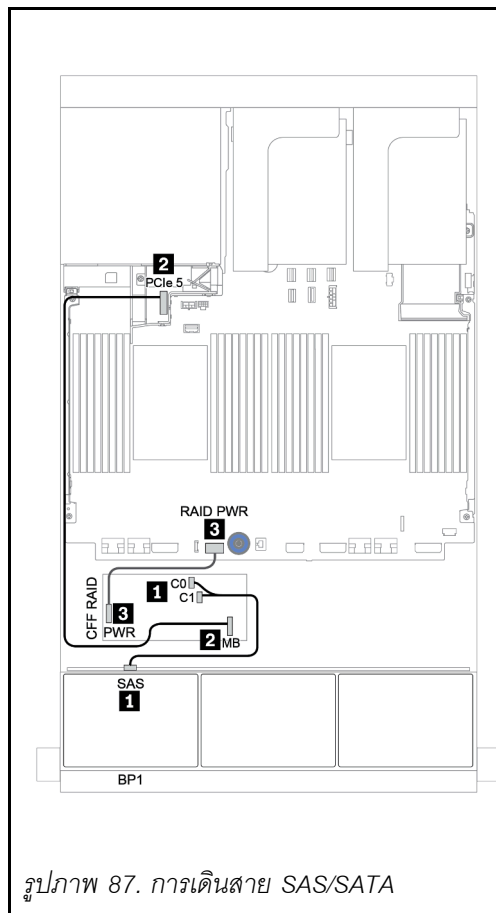 2
PCIe 5
RAID PWR
3
CFF RAID
1
C0
C1
3
PWR
2
MB
SAS
1
BP1
รูปภาพ 87. การเดินสาย SAS/SATA